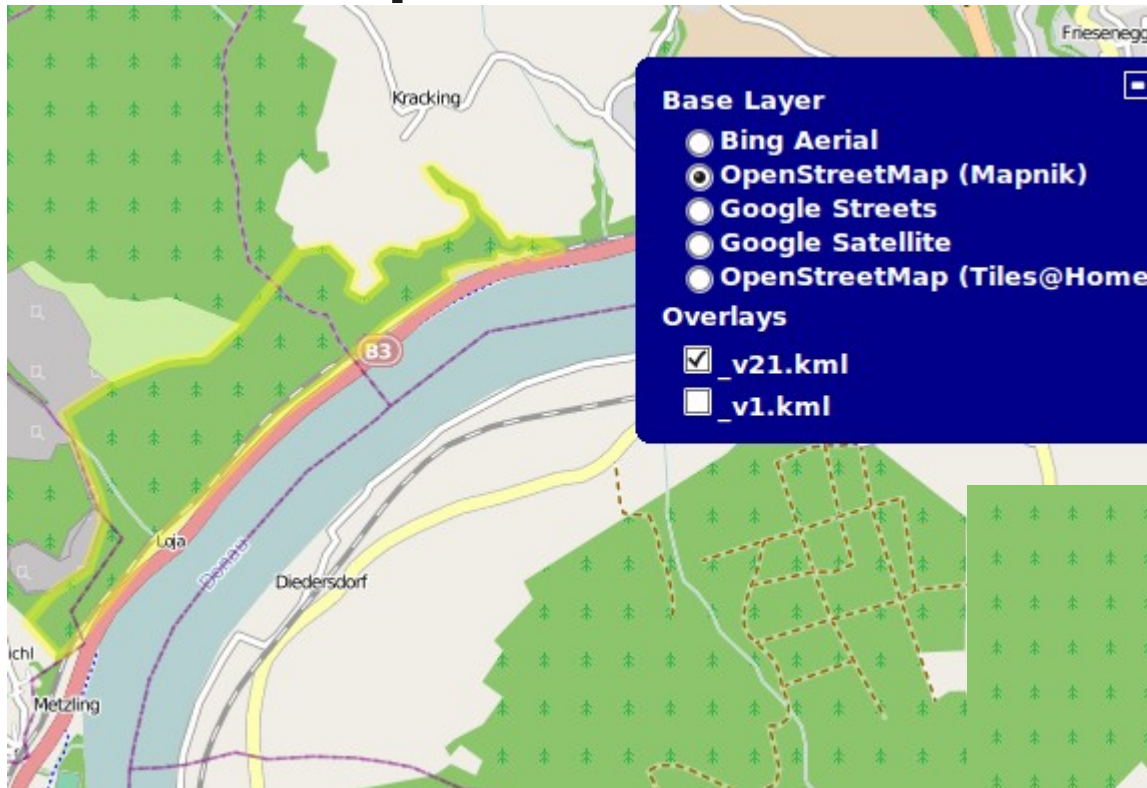 Friesenegg
Kracking
Base Layer
Bing Aerial
OpenStreetMap (Mapnik)
Google Streets
Google Satellite
OpenStreetMap (Tiles@Home
Overlays
_v21.kml
_v1.kml
B3
Loja
Donau
Diedersdorf
ichl
Metzling